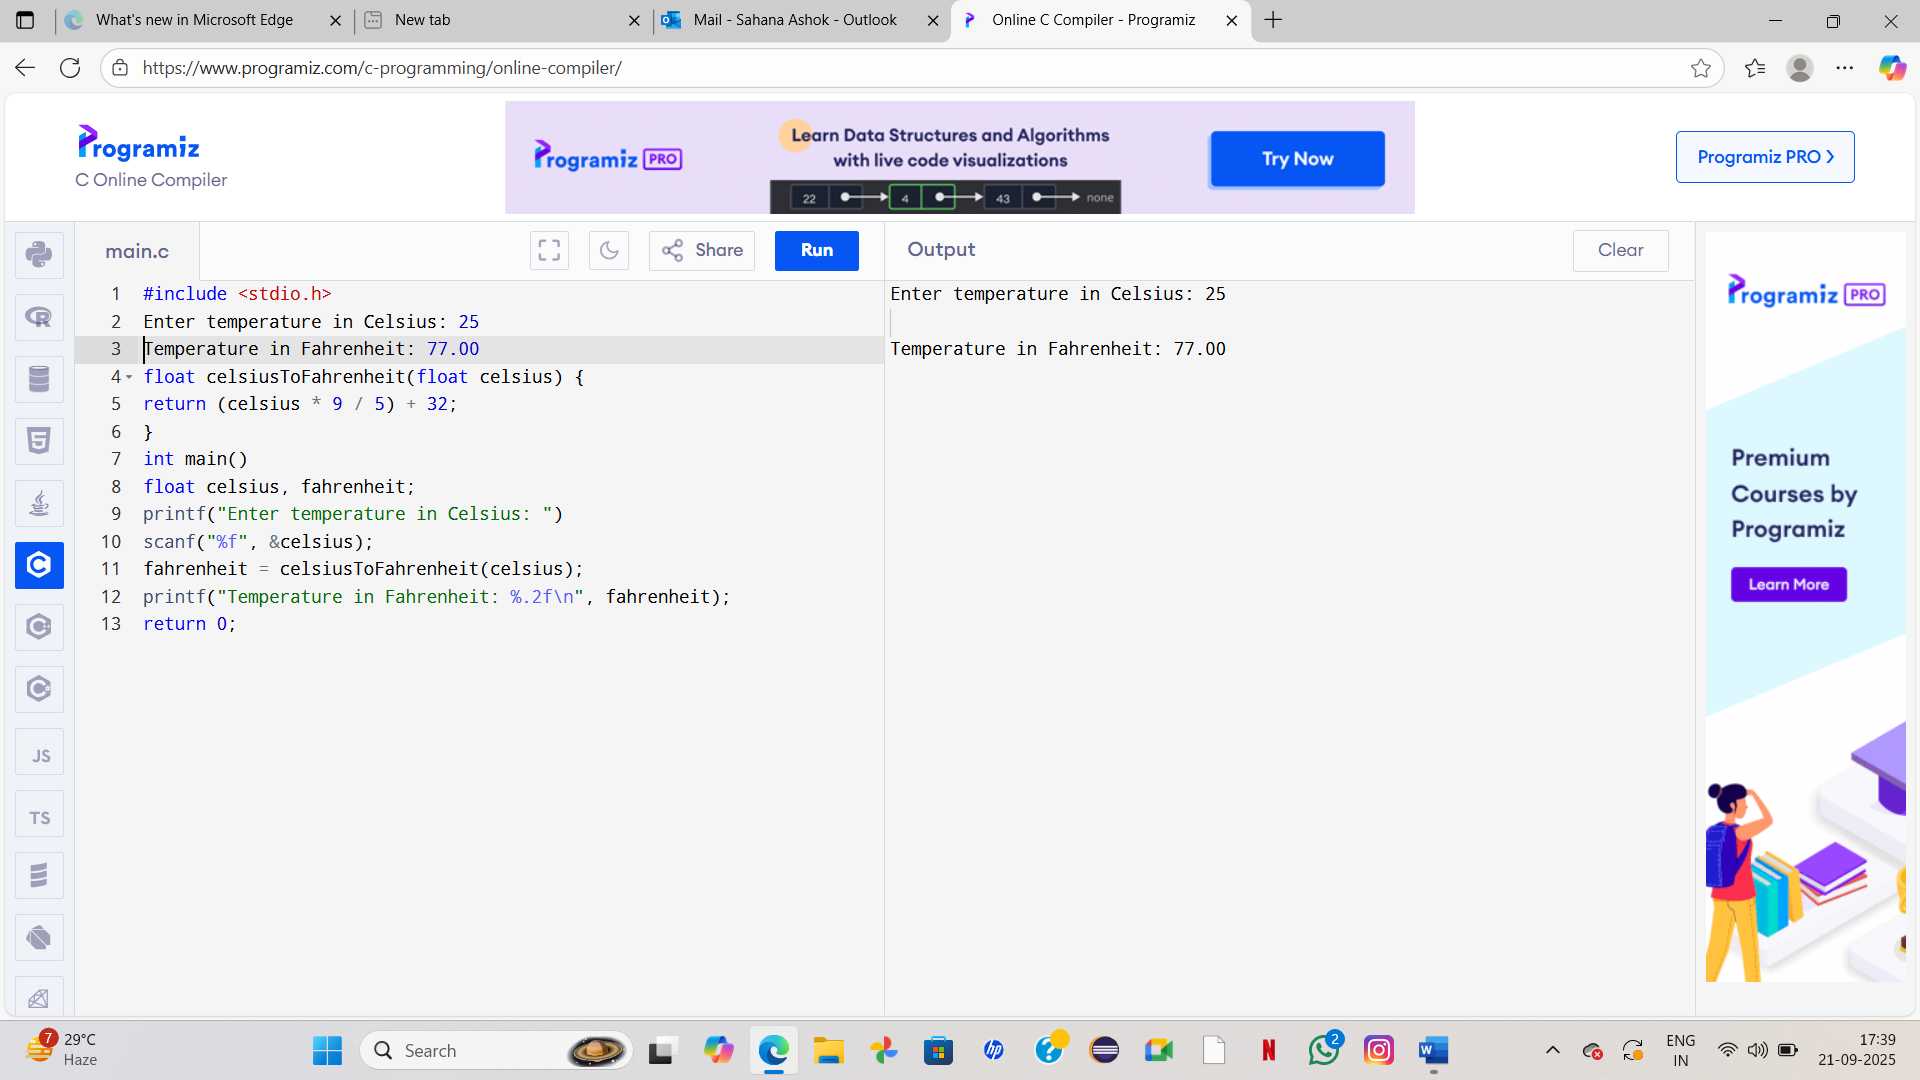 What's new in Microsoft Edge
New tab
Mail - Sahana Ashok - Outlook
Online C Compiler - Programiz
https://www.programiz.com/c-programming/online-compiler/
Programiz
C Online Compiler
Programiz PRO
Learn Data Structures and Algorithms
with live code visualizations
22 4 43 none
Try Now
Programiz PRO
main.c
Share
Run
Output
Clear
1 #include <stdio.h>
2 Enter temperature in Celsius: 25
3 Temperature in Fahrenheit: 77.00
4 float celsiusToFahrenheit(float celsius) {
5 return (celsius * 9 / 5) + 32;
6 }
7 int main()
8 float celsius, fahrenheit;
9 printf("Enter temperature in Celsius: ")
10 scanf("%f", &celsius);
11 fahrenheit = celsiusToFahrenheit(celsius);
12 printf("Temperature in Fahrenheit: %.2f\n", fahrenheit);
13 return 0;
Enter temperature in Celsius: 25
Temperature in Fahrenheit: 77.00
Programiz PRO
Premium
Courses by
Programiz
Learn More
JS
TS
7
29°C
Haze
Search
hp
N
2
W
ENG
IN
17:39
21-09-2025